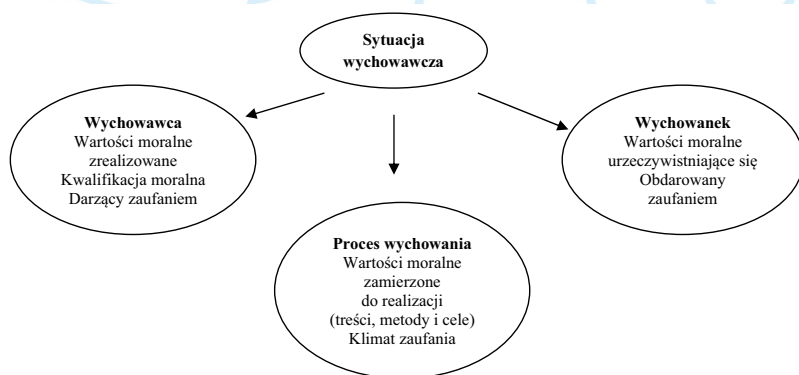 Sytuacja
wychowawcza
Wychowawca
Wartości moralne
zrealizowane
Kwalifikacja moralna
Darzący zaufaniem
Wychowanek
Wartości moralne
urzeczywistniające się
Obdarowany
zaufaniem
Proces wychowania
Wartości moralne
zamierzone
do realizacji
(treści, metody i cele)
Klimat zaufania